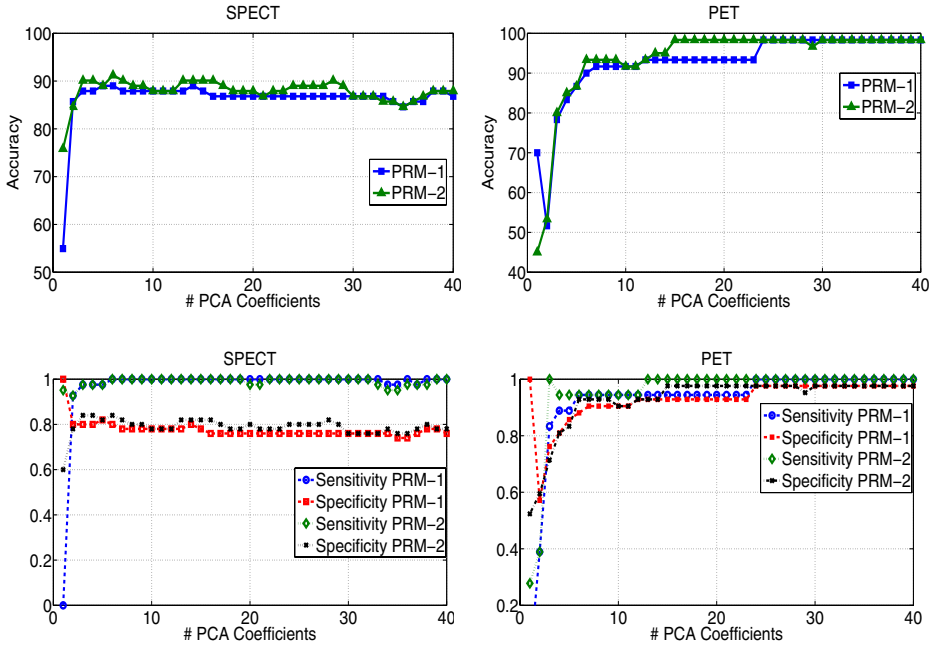 SPECT
100
90
80
70
60
50
Accuracy
0
10
20
30
40
# PCA Coefficients
PRM-1
PRM-2
PET
100
90
80
70
60
50
40
Accuracy
0
10
20
30
40
# PCA Coefficients
PRM-1
PRM-2
SPECT
1
0.8
0.6
0.4
0.2
0
0
10
20
30
40
# PCA Coefficients
Sensitivity PRM-1
Specificity PRM-1
Sensitivity PRM-2
Specificity PRM-2
PET
1
0.8
0.6
0.4
0.2
0
10
20
30
40
# PCA Coefficients
Sensitivity PRM-1
Specificity PRM-1
Sensitivity PRM-2
Specificity PRM-2